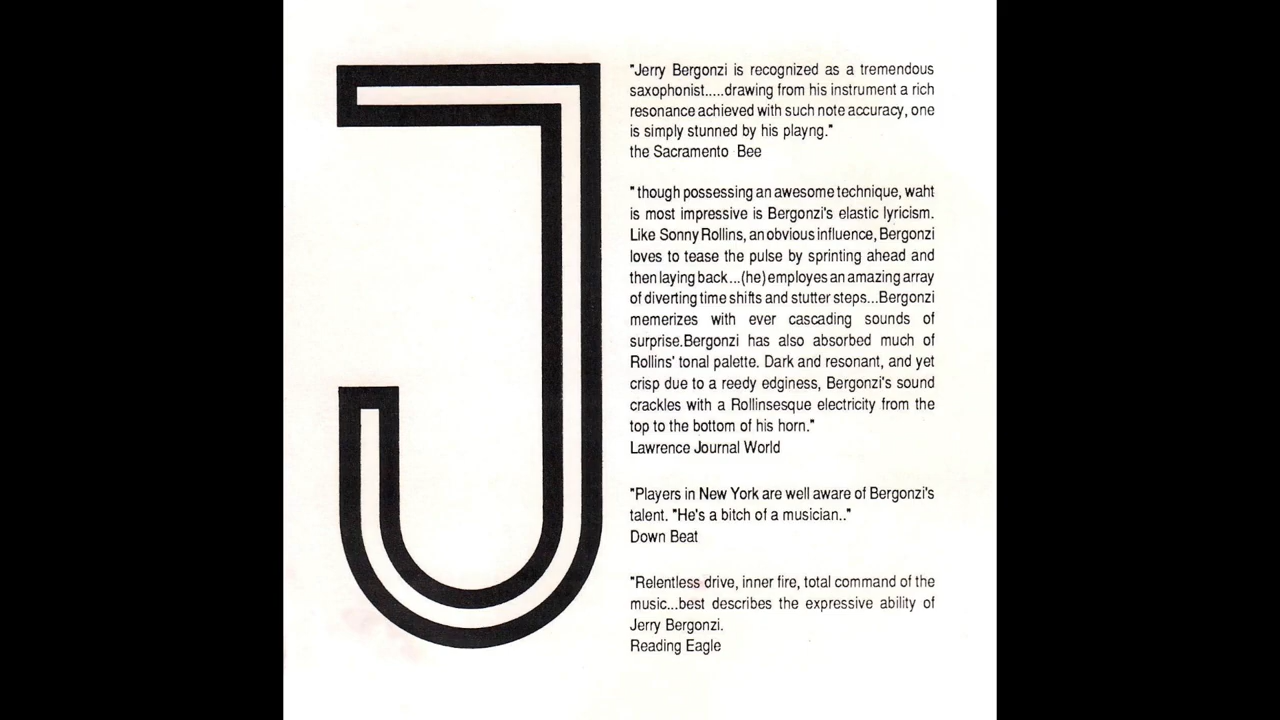 J
"Jerry Bergonzi is recognized as a tremendous
saxophonist.....drawing from his instrument a rich
resonance achieved with such note accuracy, one
is simply stunned by his playng."
the Sacramento Bee
" though possessing an awesome technique, waht
is most impressive is Bergonzi's elastic lyricism.
Like Sonny Rollins, an obvious influence, Bergonzi
loves to tease the pulse by sprinting ahead and
then laying back...(he) employes an amazing array
of diverting time shifts and stutter steps...Bergonzi
memerizes with ever cascading sounds of
surprise.Bergonzi has also absorbed much of
Rollins' tonal palette. Dark and resonant, and yet
crisp due to a reedy edginess, Bergonzi's sound
crackles with a Rollinsesque electricity from the
top to the bottom of his horn."
Lawrence Journal World
"Players in New York are well aware of Bergonzi's
talent. "He's a bitch of a musician.."
Down Beat
"Relentless drive, inner fire, total command of the
music...best describes the expressive ability of
Jerry Bergonzi.
Reading Eagle